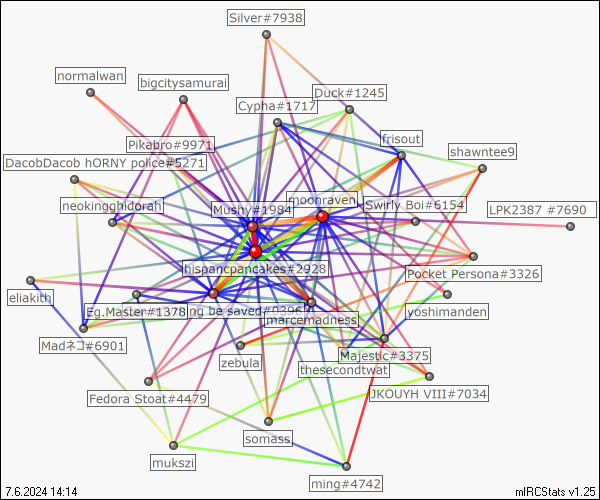 Silver#7938
normalwan
bigcitysamurai
Duck#1245
Cypha#1717
Pikabro#9971
frisout
shawntee9
DacobDacob hORNY police#5271
moonraven
neokingghidorah
Mushy#1984
Swirly Boi#6154
LPK2387 #7690
hispancpancakes#2928
Pocket Persona#3326
eliakith
Eg.Master#1378
ng be saved#0296
marcemadness
yoshimanden
Madネコ#6901
zebula
Majestic#3375
thesecondtwat
Fedora Stoat#4479
JKOUYH VIII#7034
somass
mukszi
ming#4742
7.6.2024 14:14
mIRCStats v1.25